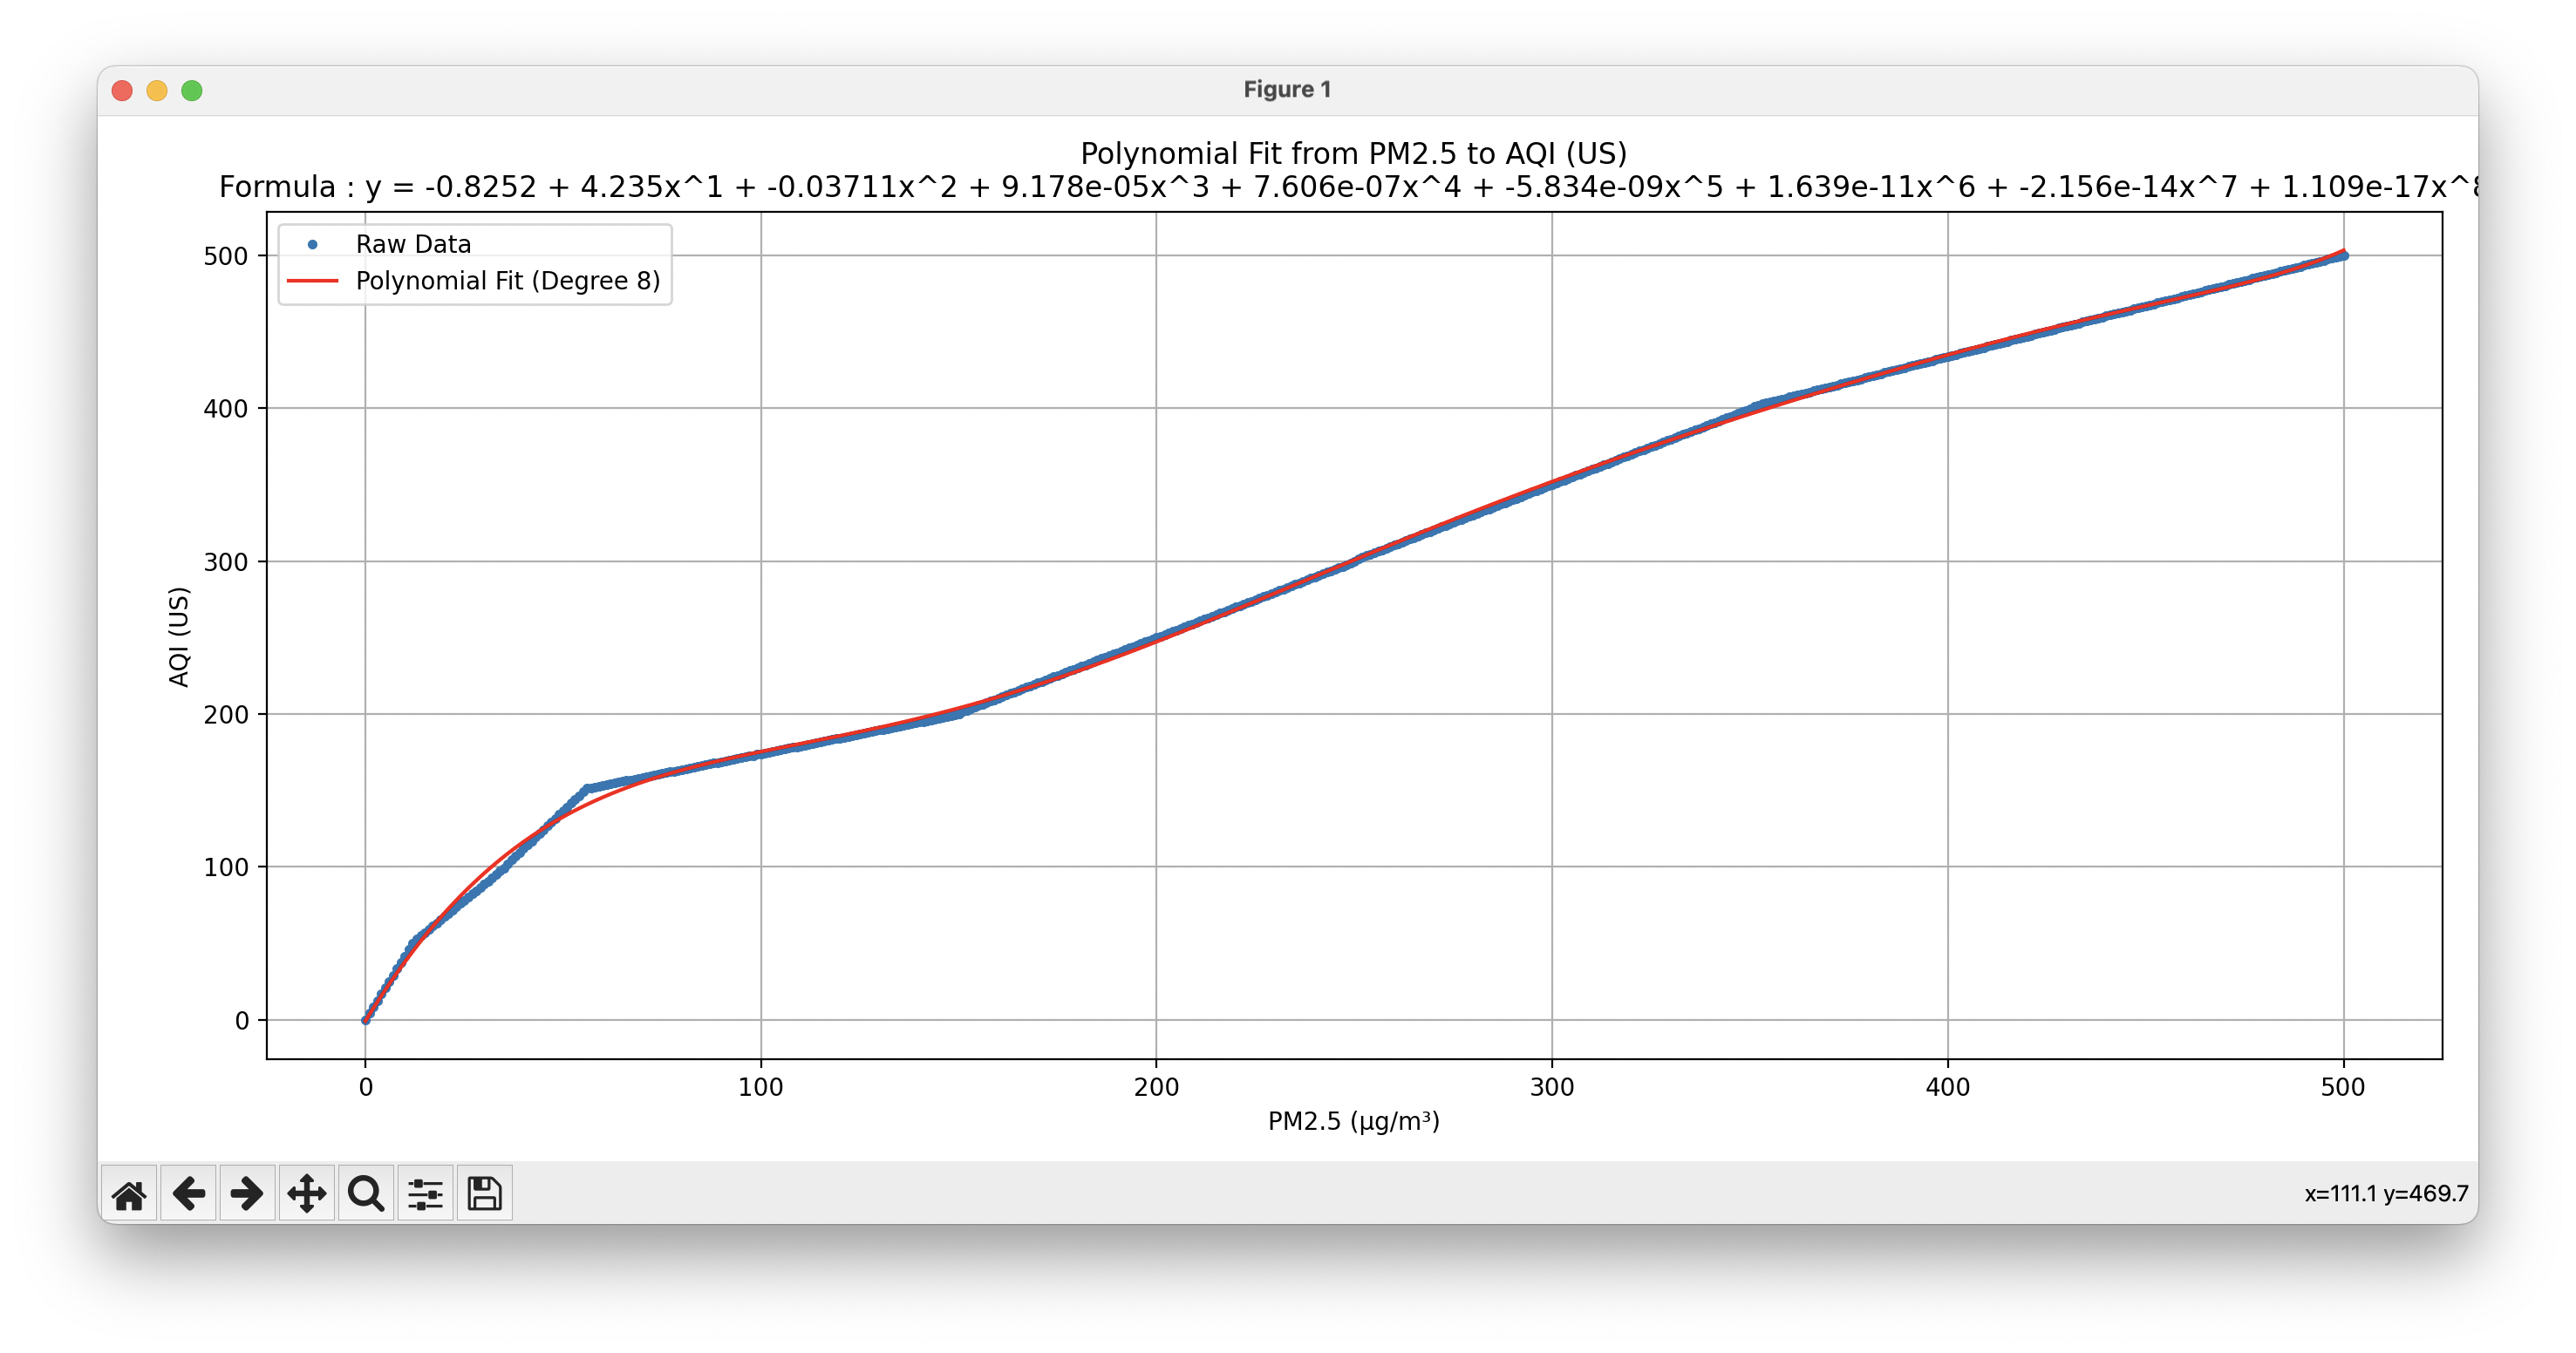 Figure 1
Polynomial Fit from PM2.5 to AQI (US)
Formula : y = -0.8252 + 4.235x^1 + -0.03711x^2 + 9.178e-05x^3 + 7.606e-07x^4 + -5.834e-09x^5 + 1.639e-11x^6 + -2.156e-14x^7 + 1.109e-17x^8
Raw Data
Polynomial Fit (Degree 8)
500
400
300
200
100
0
AQI (US)
0 100 200 300 400 500
PM2.5 (μg/m³)
x=111.1 y=469.7